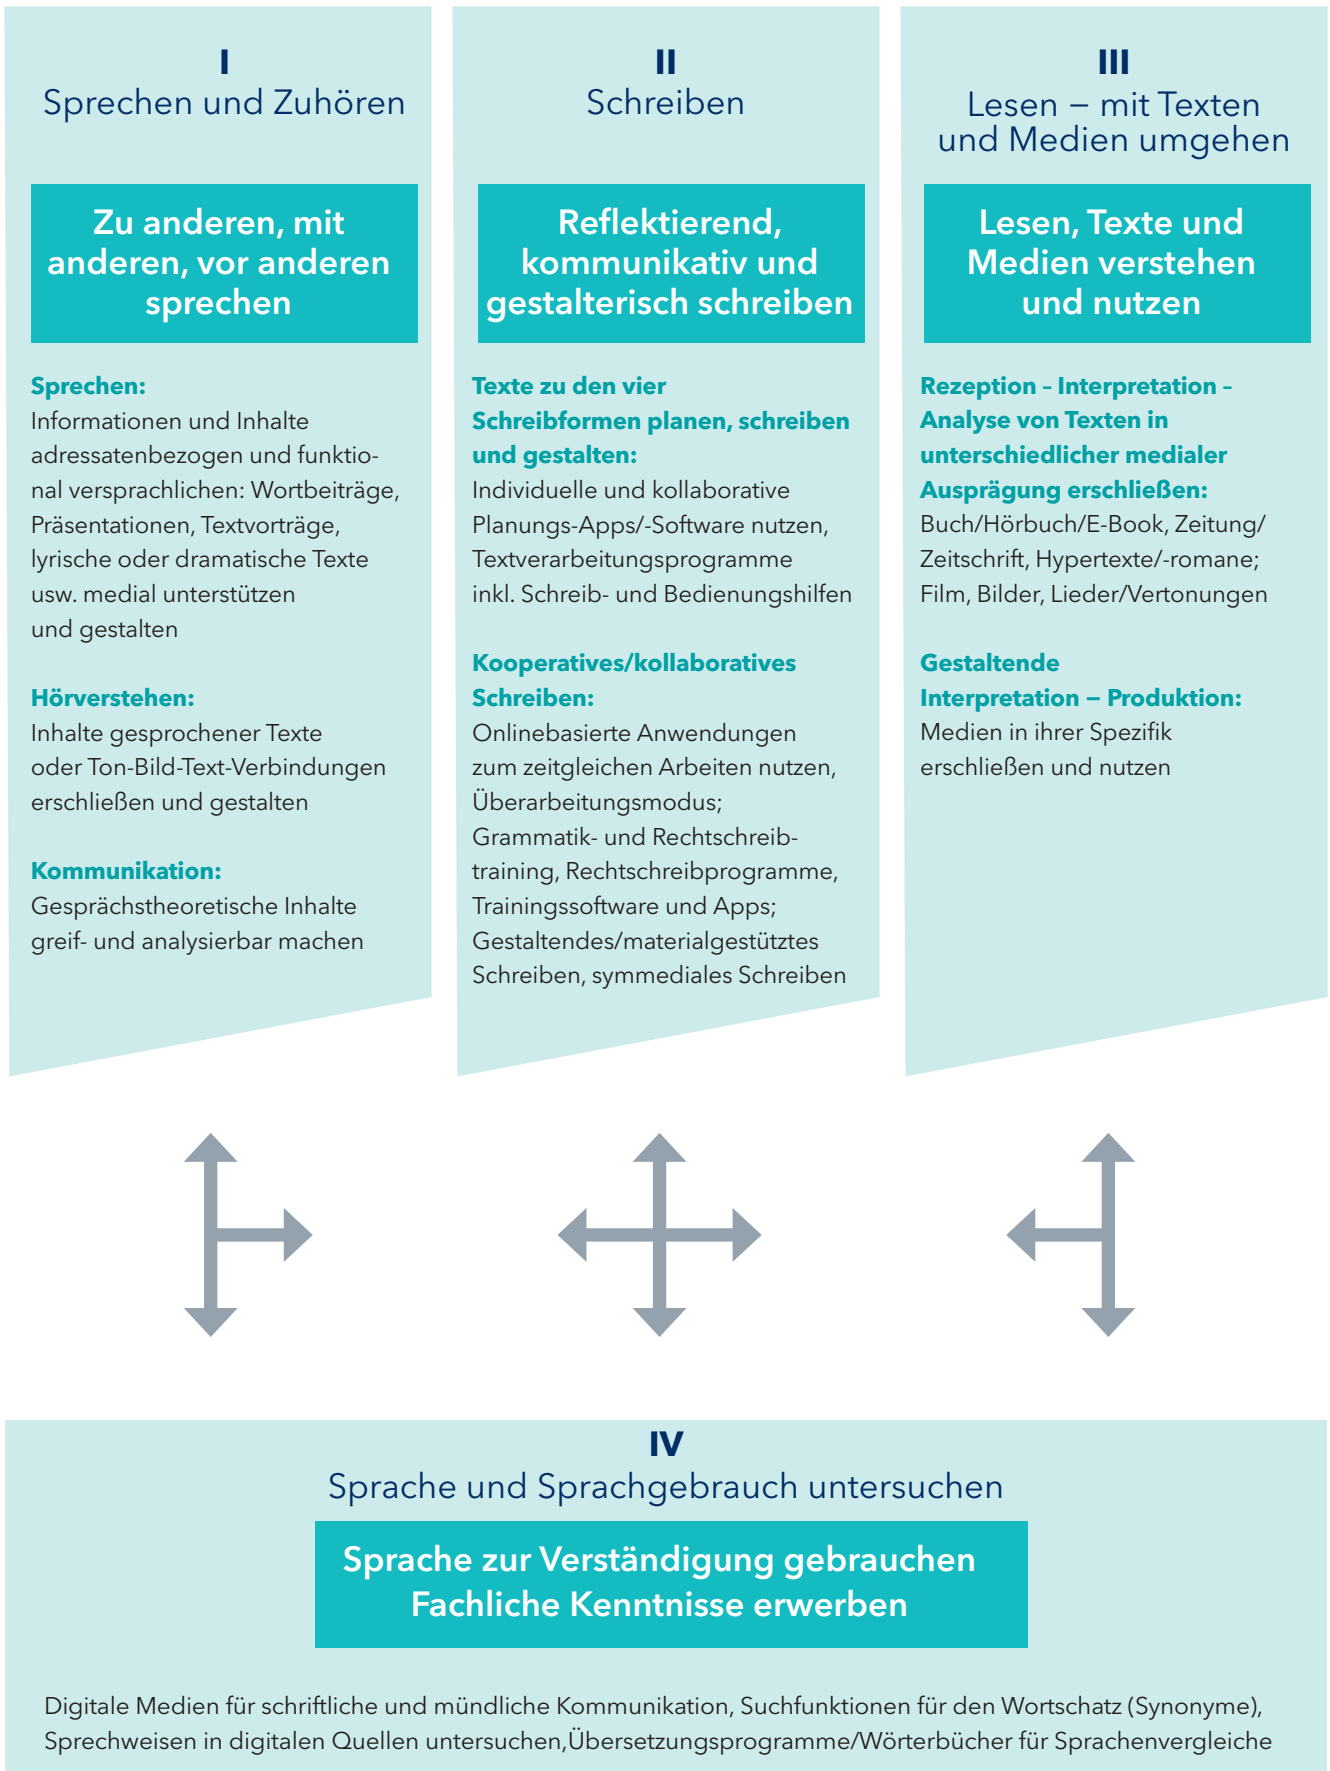 I
Sprechen und Zuhören
Zu anderen, mit
anderen, vor anderen
sprechen
Sprechen:
Informationen und Inhalte
adressatenbezogen und funktio-
nal versprachlichen: Wortbeiträge,
Präsentationen, Textvorträge,
lyrische oder dramatische Texte
usw. medial unterstützen
und gestalten
Hörverstehen:
Inhalte gesprochener Texte
oder Ton-Bild-Text-Verbindungen
erschließen und gestalten
Kommunikation:
Gesprächstheoretische Inhalte
greif- und analysierbar machen
II
Schreiben
Reflektierend,
kommunikativ und
gestalterisch schreiben
Texte zu den vier
Schreibformen planen, schreiben
und gestalten:
Individuelle und kollaborative
Planungs-Apps/-Software nutzen,
Textverarbeitungsprogramme
inkl. Schreib- und Bedienungshilfen
Kooperatives/kollaboratives
Schreiben:
Onlinebasierte Anwendungen
zum zeitgleichen Arbeiten nutzen,
Überarbeitungsmodus;
Grammatik- und Rechtschreib-
training, Rechtschreibprogramme,
Trainingssoftware und Apps;
Gestaltendes/materialgestütztes
Schreiben, symmediales Schreiben
III
Lesen – mit Texten
und Medien umgehen
Lesen, Texte und
Medien verstehen
und nutzen
Rezeption – Interpretation –
Analyse von Texten in
unterschiedlicher medialer
Ausprägung erschließen:
Buch/Hörbuch/E-Book, Zeitung/
Zeitschrift, Hypertexte/-romane;
Film, Bilder, Lieder/Vertonungen
Gestaltende
Interpretation – Produktion:
Medien in ihrer Spezifik
erschließen und nutzen
IV
Sprache und Sprachgebrauch untersuchen
Sprache zur Verständigung gebrauchen
Fachliche Kenntnisse erwerben
Digitale Medien für schriftliche und mündliche Kommunikation, Suchfunktionen für den Wortschatz (Synonyme),
Sprechweisen in digitalen Quellen untersuchen,Übersetzungsprogramme/Wörterbücher für Sprachenvergleiche